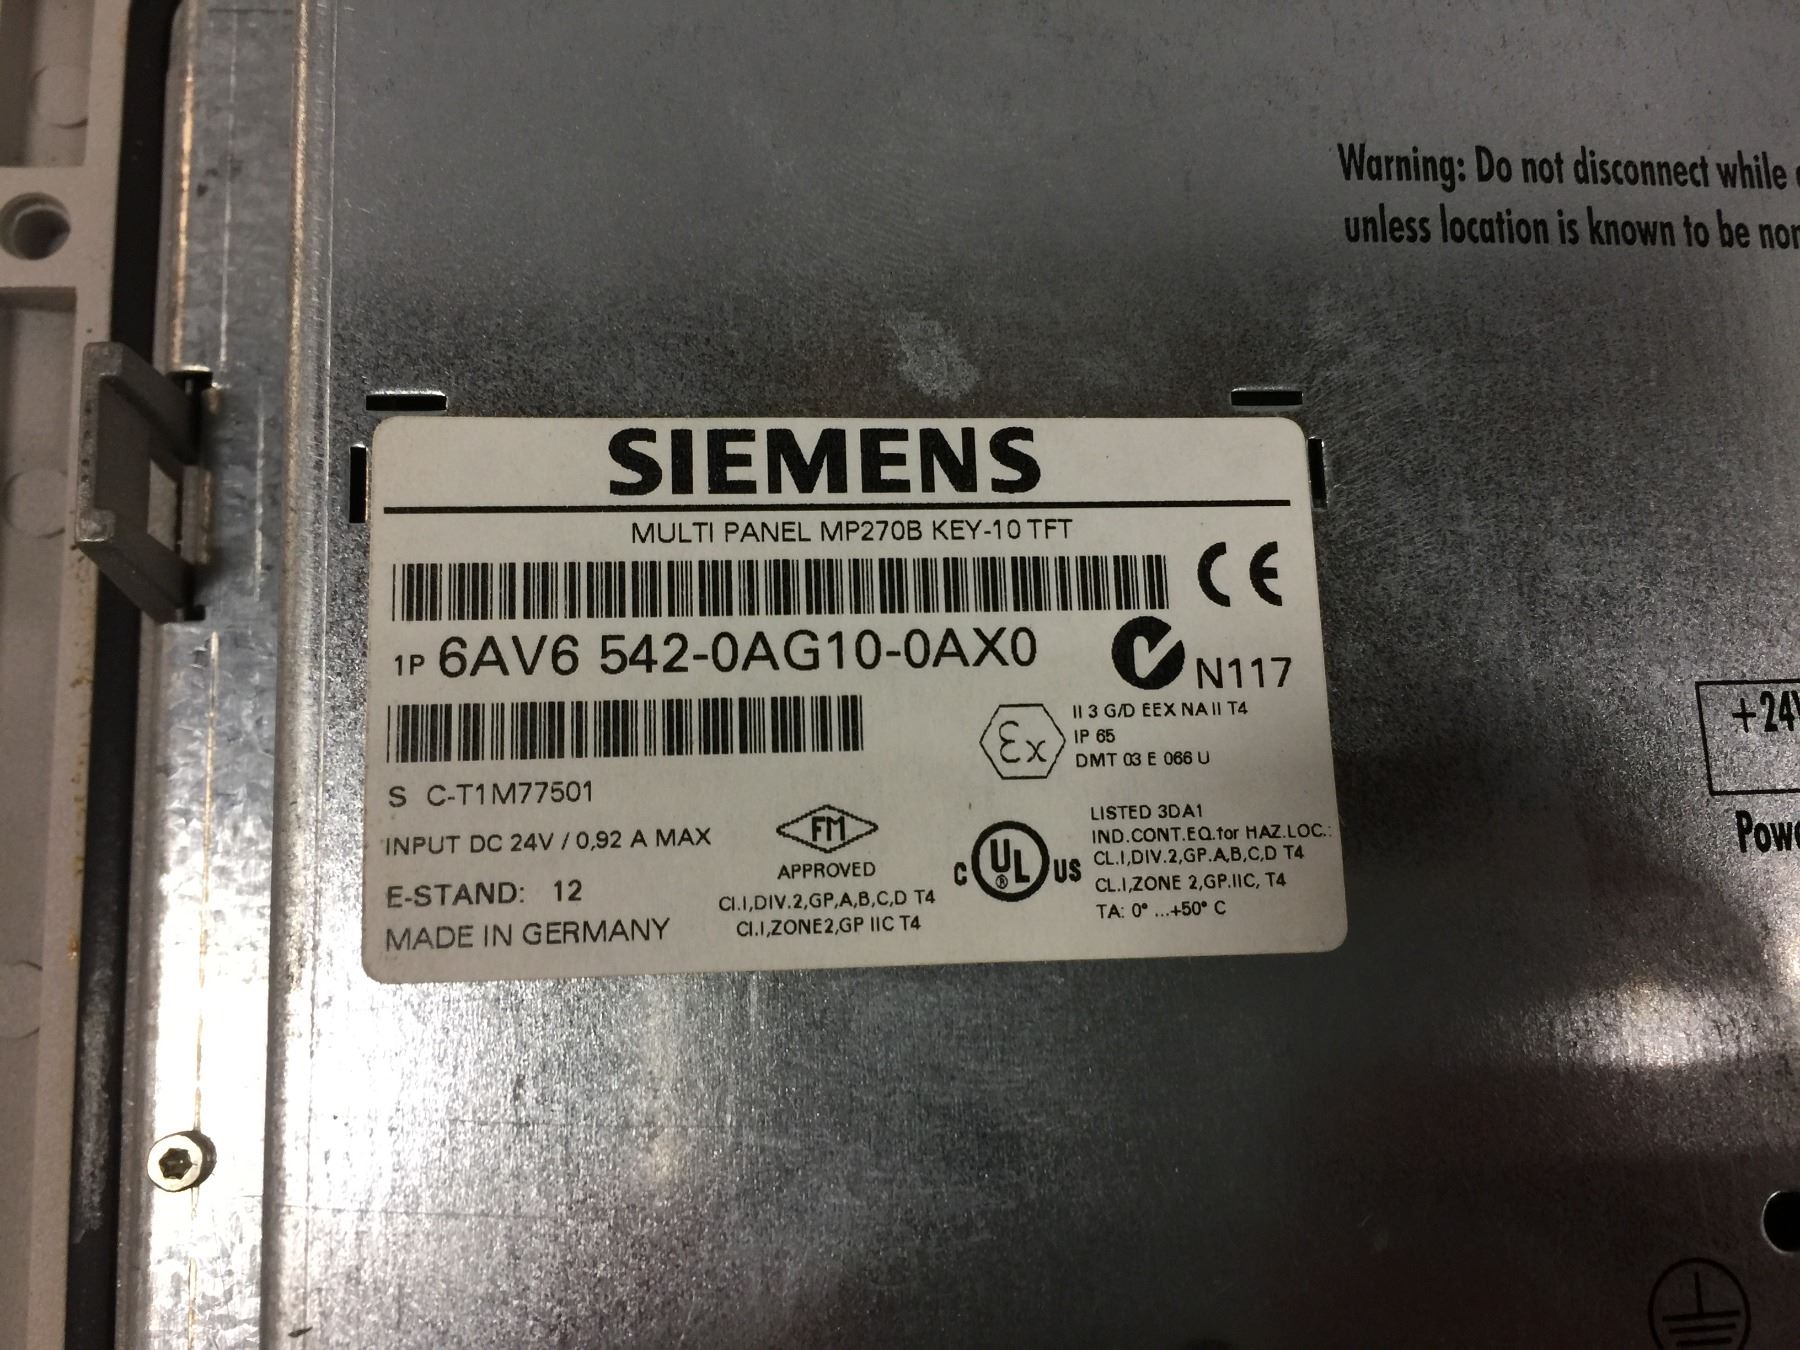 Warning: Do not disconnect while
unless location is known to be
SIEMENS
MULTI PANEL MP270B KEY-10 TFT
CE
1P 6AV6 542-0AG10-0AX0
N117
Ex
II 3 G/D EEX NA II T4
IP 65
DMT 03 E 066 U
S C-T1M77501
INPUT DC 24V / 0,92 A MAX
E-STAND: 12
MADE IN GERMANY
FM
APPROVED
CI.I,DIV.2,GP,A,B,C,D T4
CI.I,ZONE2,GP IIC T4
C UL ® US
LISTED 3DA1
IND.CONT.EQ.for HAZ.LOC.:
CL.I,DIV.2,GP.A,B,C,D T4
CL.I,ZONE 2,GP.IIC, T4
TA: 0° ...+50° C
+24V